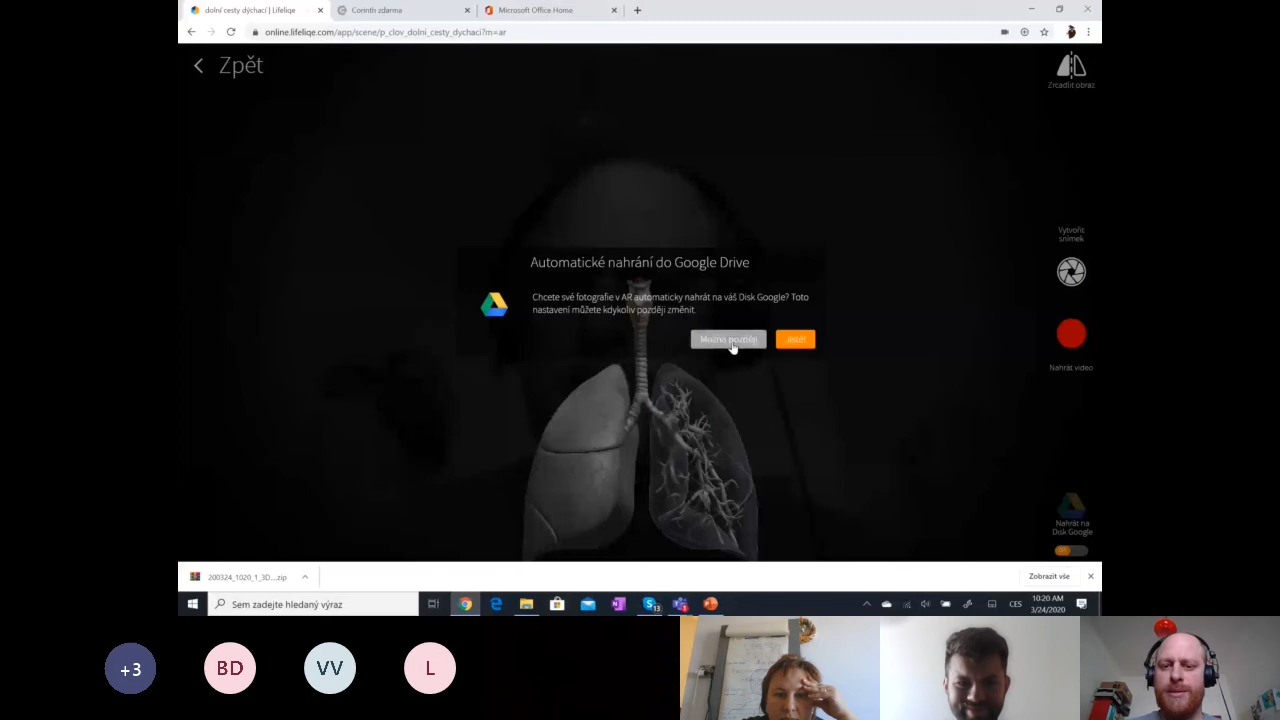 dolní cesty dýchací | Lifeliqe
Corinth zdarma
Microsoft Office Home
online.lifeliqe.com/app/scene/p_clov_dolni_cesty_dychaci?m=ar
Zpět
Zrcadlit obraz
Vytvořit
snímek
Automatické nahrání do Google Drive
Chcete své fotografie v AR automaticky nahrát na váš Disk Google? Toto
nastavení můžete kdykoliv později změnit.
Možná později
Jistě!
Nahrát video
Nahrát na
Disk Google
200324_1020_1_3D....zip
Zobrazit vše
Sem zadejte hledaný výraz
13
CES
10:20 AM
3/24/2020
+3
BD
VV
L